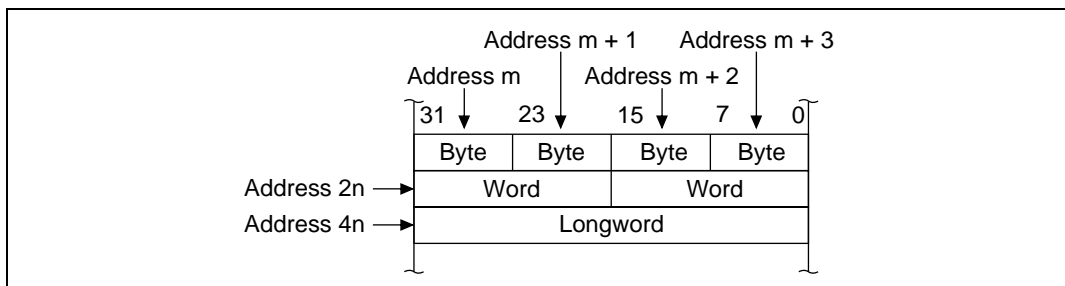 Address m + 1 Address m + 3
Address m Address m + 2
31 23 15 7 0
Byte Byte Byte Byte
Address 2n Word Word
Address 4n Longword